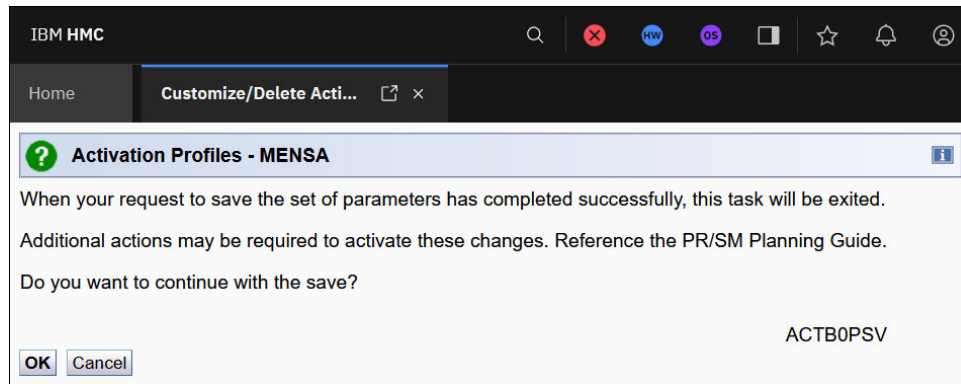 IBM HMC
HW
OS
Home
Customize/Delete Acti...
Activation Profiles - MENSA
i
When your request to save the set of parameters has completed successfully, this task will be exited.
Additional actions may be required to activate these changes. Reference the PR/SM Planning Guide.
Do you want to continue with the save?
ACTB0PSV
OK Cancel